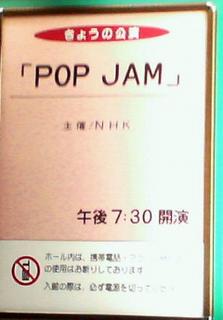 きょうの公演
「POP JAM」
主催/NHK
午後7:30 開演
ホール内は、携帯電話・
の使用はお断りしております
入館の際は、必ず電源を切って